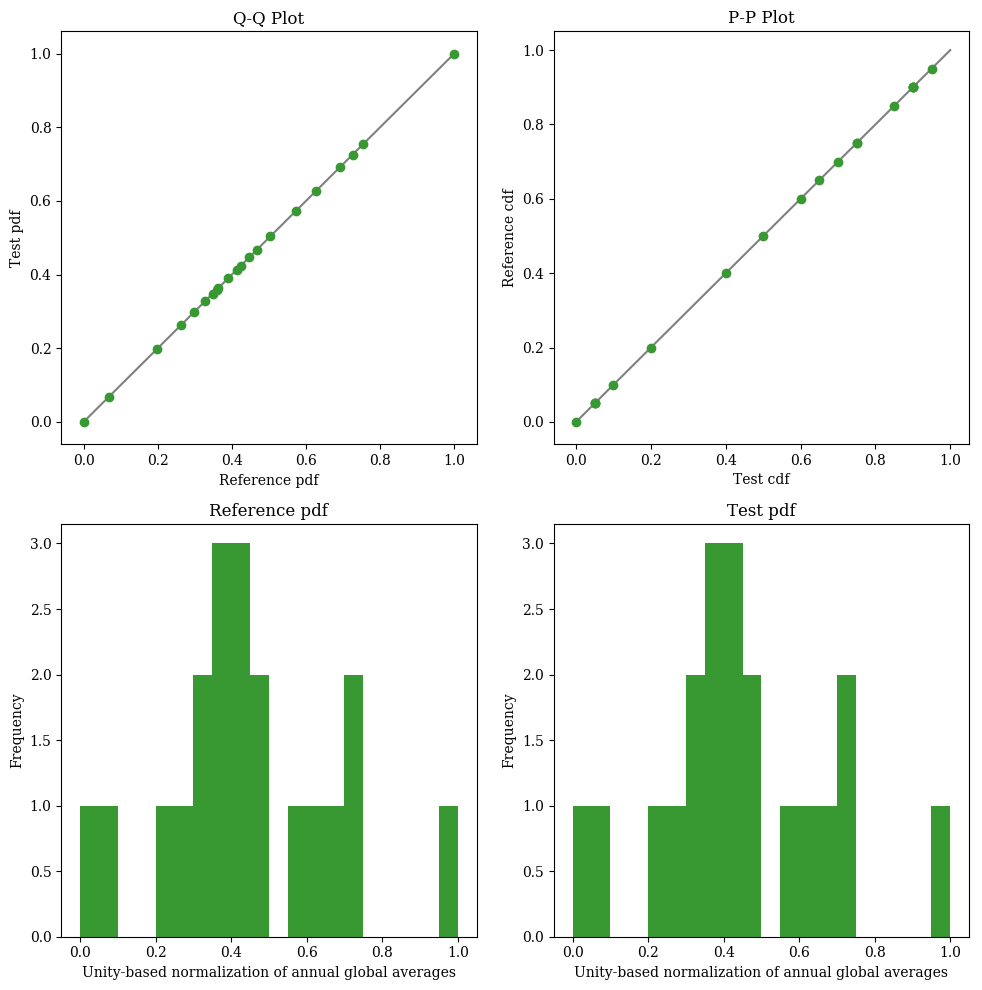 Q-Q Plot
1.0
0.8
0.6
0.4
0.2
0.0
Test pdf
0.0 0.2 0.4 0.6 0.8 1.0
Reference pdf
P-P Plot
1.0
0.8
0.6
0.4
0.2
0.0
Reference cdf
0.0 0.2 0.4 0.6 0.8 1.0
Test cdf
Reference pdf
3.0
2.5
2.0
1.5
1.0
0.5
0.0
Frequency
0.0 0.2 0.4 0.6 0.8 1.0
Unity-based normalization of annual global averages
Test pdf
3.0
2.5
2.0
1.5
1.0
0.5
0.0
Frequency
0.0 0.2 0.4 0.6 0.8 1.0
Unity-based normalization of annual global averages